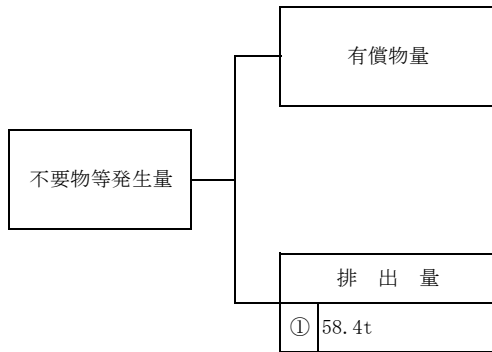 有償物量
不要物等発生量
排 出 量
① 58.4t